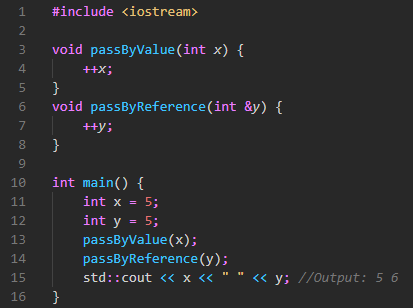 1 #include <iostream>
2
3 void passByValue(int x) {
4     ++x;
5 }
6 void passByReference(int &y) {
7     ++y;
8 }
9
10 int main() {
11     int x = 5;
12     int y = 5;
13     passByValue(x);
14     passByReference(y);
15     std::cout << x << " " << y; //Output: 5 6
16 }